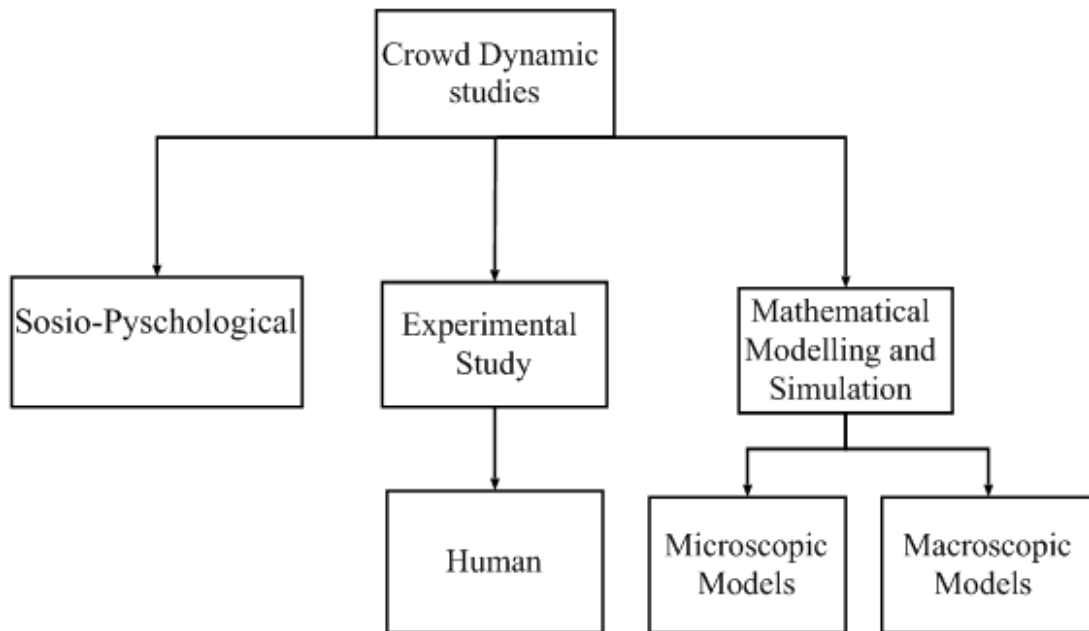 Crowd Dynamic
studies
Sosio-Pyschological
Experimental
Study
Mathematical
Modelling and
Simulation
Human
Microscopic
Models
Macroscopic
Models